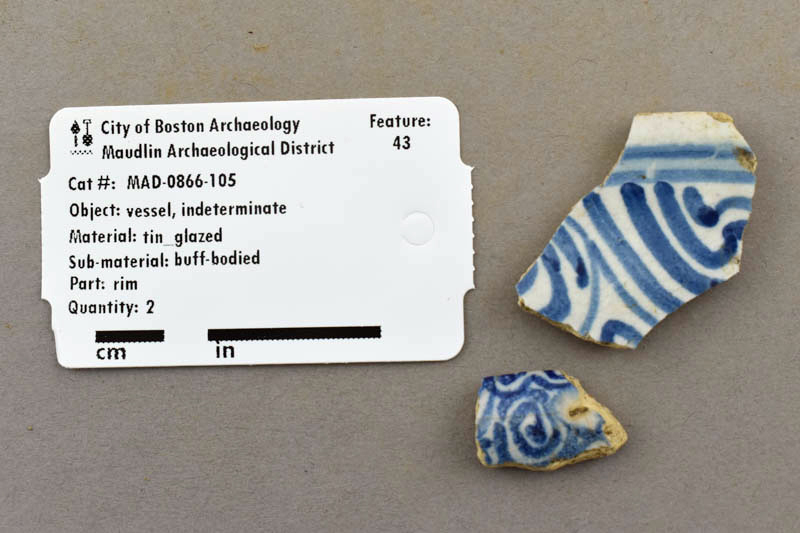 City of Boston Archaeology
Maudlin Archaeological District
Feature:
43
Cat #: MAD-0866-105
Object: vessel, indeterminate
Material: tin_glazed
Sub-material: buff-bodied
Part: rim
Quantity: 2
cm
in